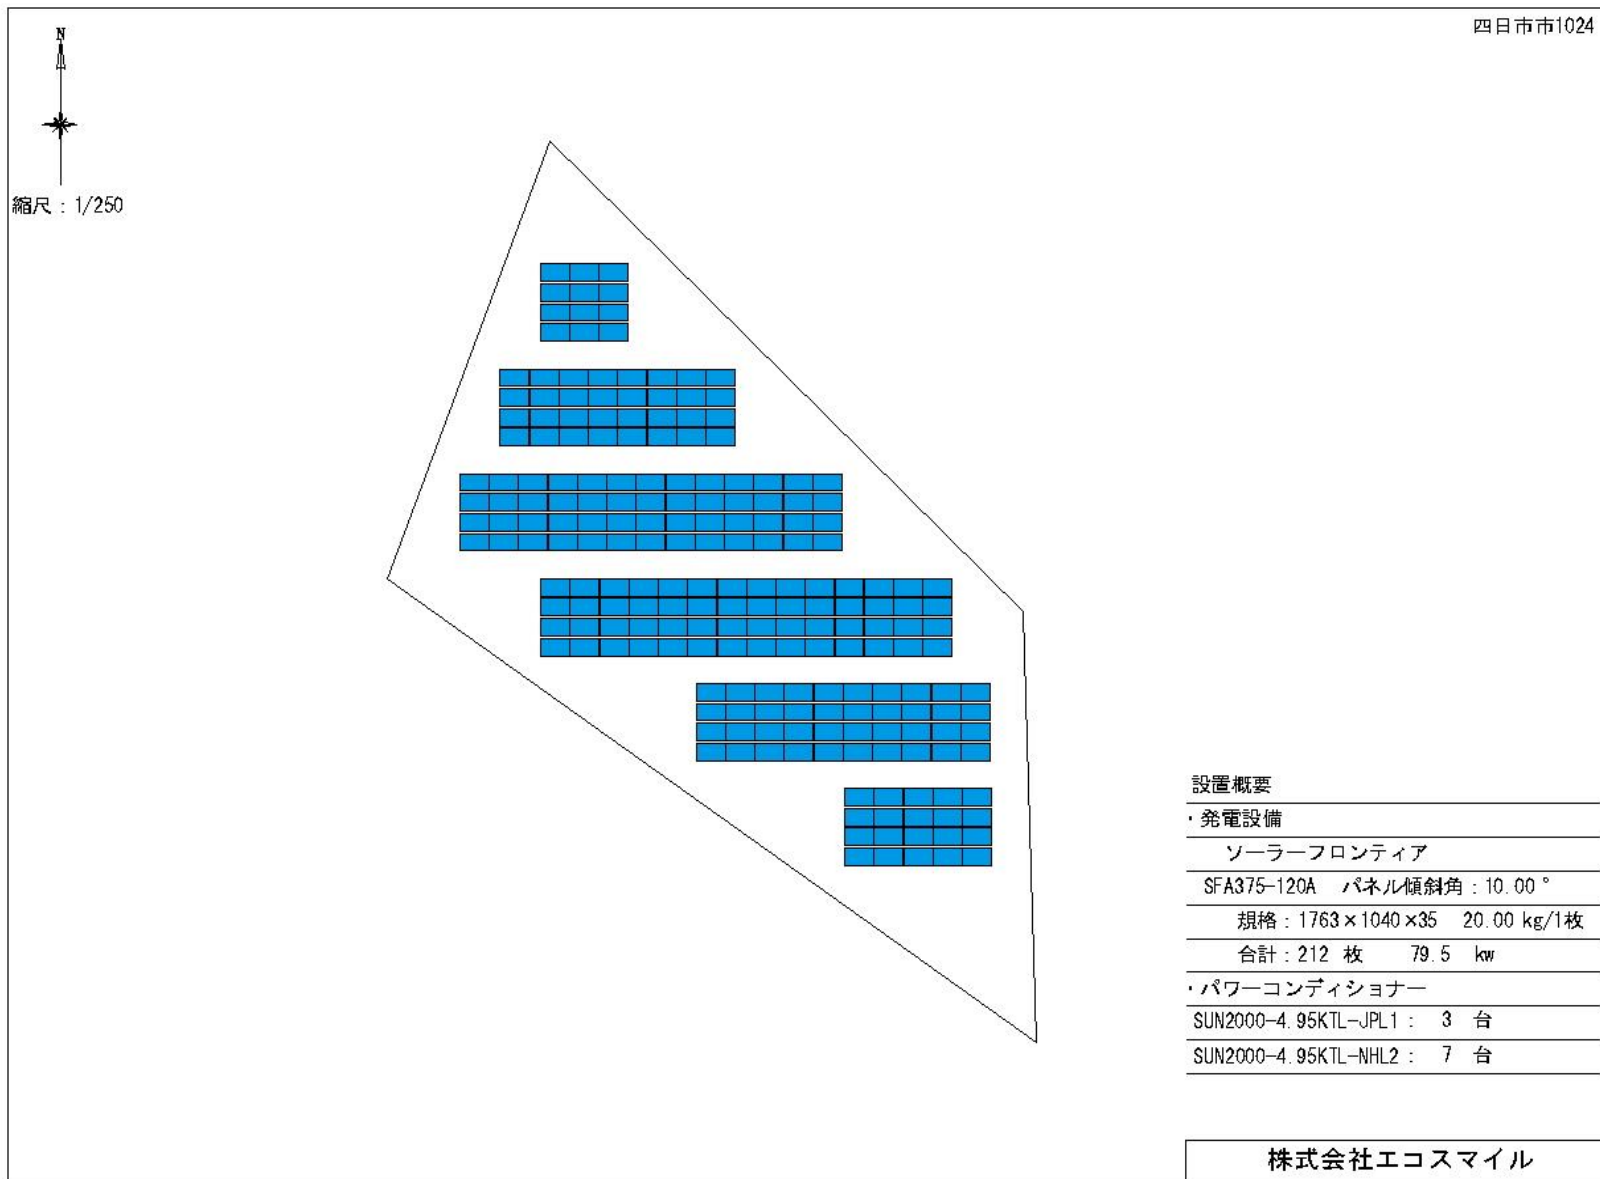 四日市市1024
N
縮尺：1/250
設置概要
・発電設備
ソーラーフロンティア
SFA375-120A パネル傾斜角：10.00°
規格：1763×1040×35 20.00 kg/1枚
合計：212 枚 79.5 kw
・パワーコンディショナー
SUN2000-4.95KTL-JPL1： 3 台
SUN2000-4.95KTL-NHL2： 7 台
株式会社エコスマイル